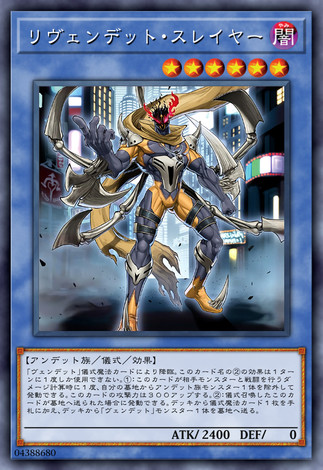 リヴェンデット・スレイヤー
闇
やみ
【アンデット族／儀式／効果】
「ヴェンデット」儀式魔法カードにより降臨。このカード名の②の効果は１ター
ンに１度しか使用できない。①：このカードが相手モンスターと戦闘を行うダ
メージ計算時に１度、自分の墓地からアンデット族モンスター１体を除外して
発動できる。このカードの攻撃力は３００アップする。②：儀式召喚したこのカ
ードが墓地へ送られた場合に発動できる。デッキから儀式魔法カード１枚を手
札に加え、デッキから「ヴェンデット」モンスター１体を墓地へ送る。
ATK/ 2400 DEF/ 0
04388680